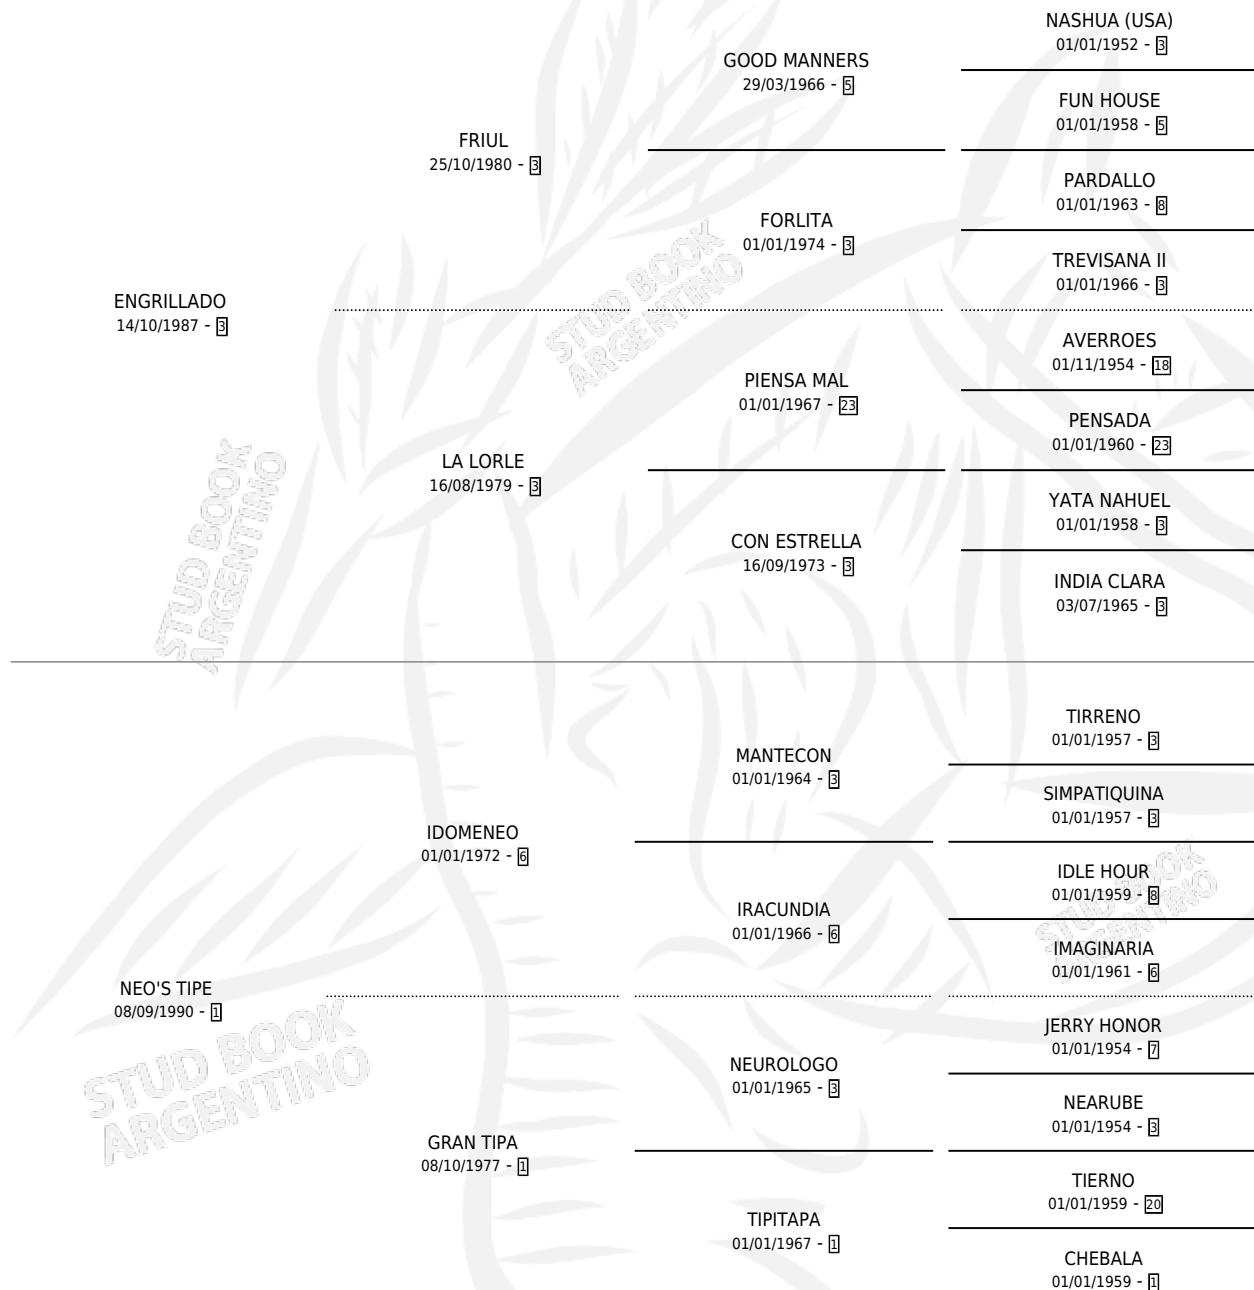 NASHUA (USA)
01/01/1952 - 3
GOOD MANNERS
29/03/1966 - 5
FUN HOUSE
01/01/1958 - 5
FRIUL
25/10/1980 - 3
PARDALLO
01/01/1963 - 8
FORLITA
01/01/1974 - 3
TREVISANA II
01/01/1966 - 3
STUD BOOK
ARGENTINO
ENGRILLADO
14/10/1987 - 3
AVERROES
01/11/1954 - 18
PIENSA MAL
01/01/1967 - 23
PENSADA
01/01/1960 - 23
LA LORLE
16/08/1979 - 3
YATA NAHUEL
01/01/1958 - 3
CON ESTRELLA
16/09/1973 - 3
INDIA CLARA
03/07/1965 - 3
STUD BOOK
ARGENTINO
TIRRENO
01/01/1957 - 3
MANTECON
01/01/1964 - 3
SIMPATIQUINA
01/01/1957 - 3
IDOMENEO
01/01/1972 - 6
IDLE HOUR
01/01/1959 - 8
IRACUNDIA
01/01/1966 - 6
IMAGINARIA
01/01/1961 - 6
STUD BOOK
ARGENTINO
NEO'S TIPE
08/09/1990 - 1
JERRY HONOR
01/01/1954 - 7
NEUROLOGO
01/01/1965 - 3
NEARUBE
01/01/1954 - 3
STUD BOOK
ARGENTINO
GRAN TIPA
08/10/1977 - 1
TIERNO
01/01/1959 - 20
TIPITAPA
01/01/1967 - 1
CHEBALA
01/01/1959 - 1